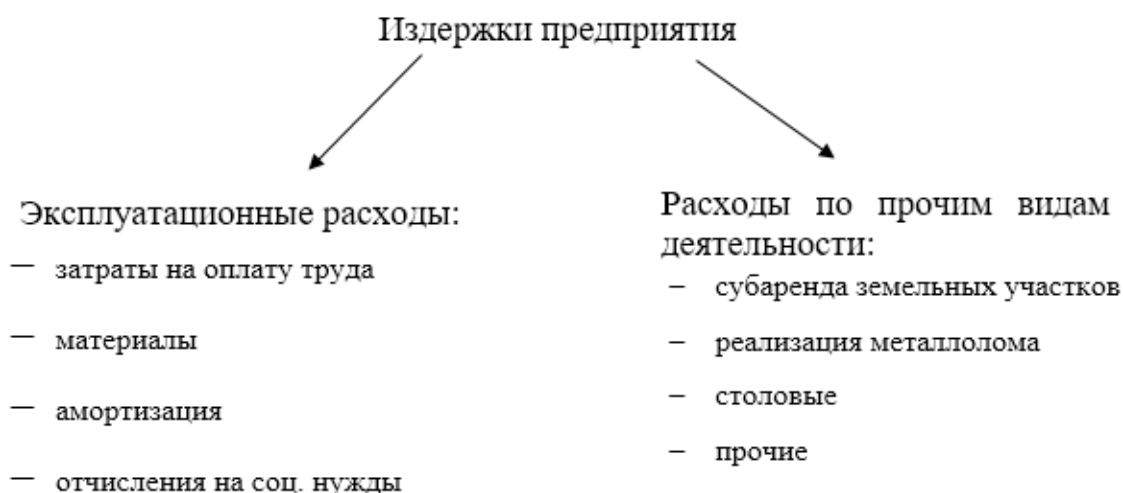 Издержки предприятия
Эксплуатационные расходы:
— затраты на оплату труда
— материалы
— амортизация
— отчисления на соц. нужды
Расходы по прочим видам
деятельности:
– субаренда земельных участков
– реализация металлолома
– столовые
– прочие